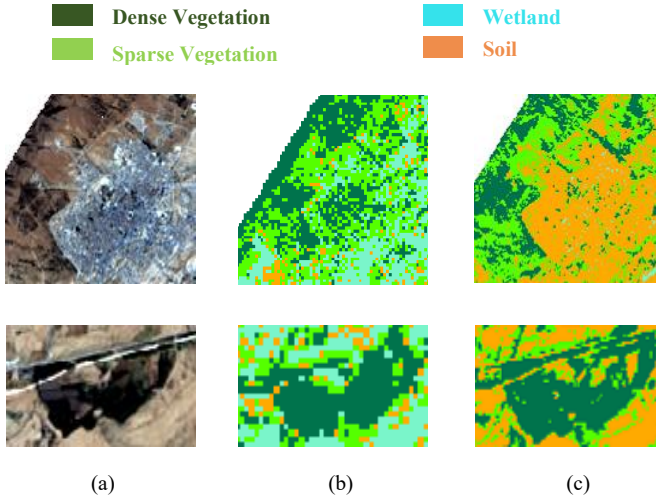 Dense Vegetation
Wetland
Sparse Vegetation
Soil
(a)
(b)
(c)